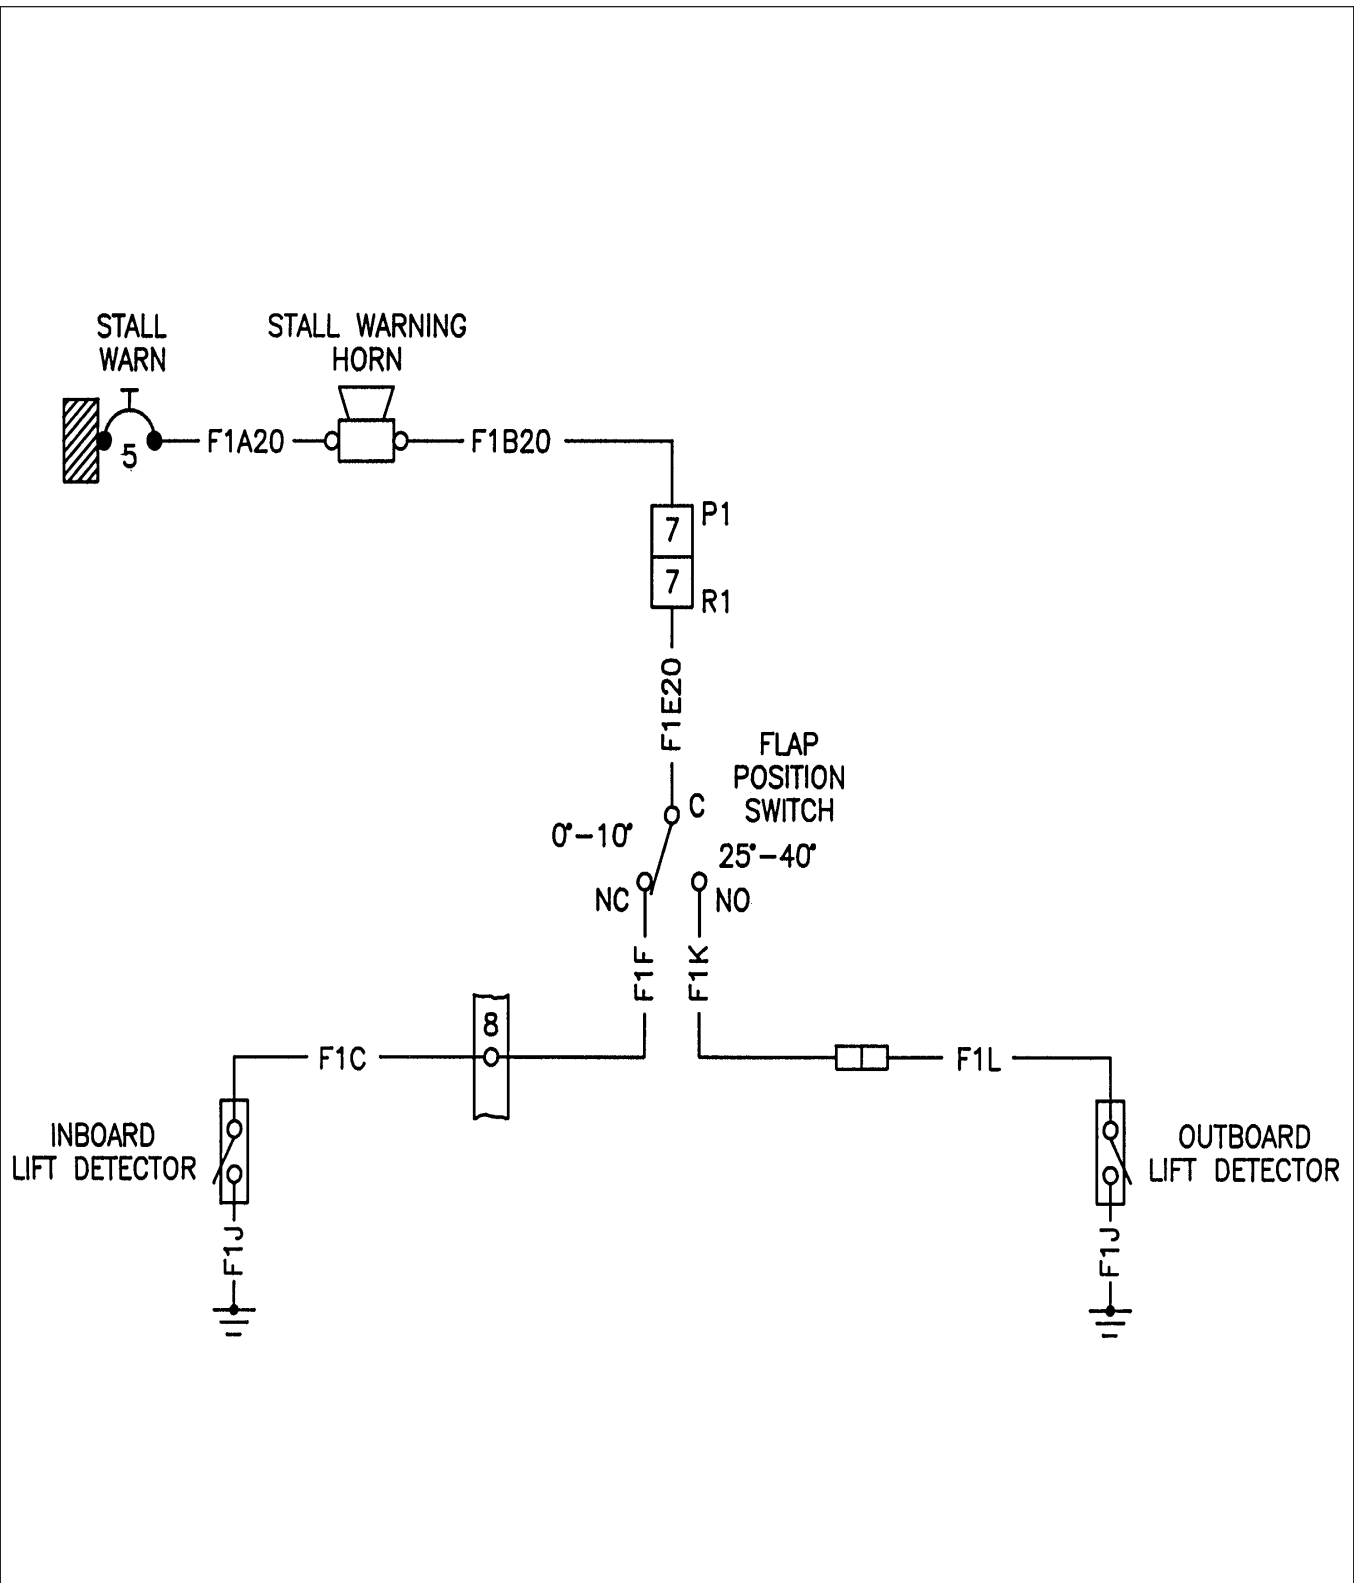 STALL
WARN
STALL WARNING
HORN
5
F1A20
F1B20
7
P1
7
R1
F1E20
FLAP
POSITION
SWITCH
C
0°-10°
25°-40°
NC
NO
F1F
F1K
8
F1C
F1L
INBOARD
LIFT DETECTOR
OUTBOARD
LIFT DETECTOR
F1J
F1J